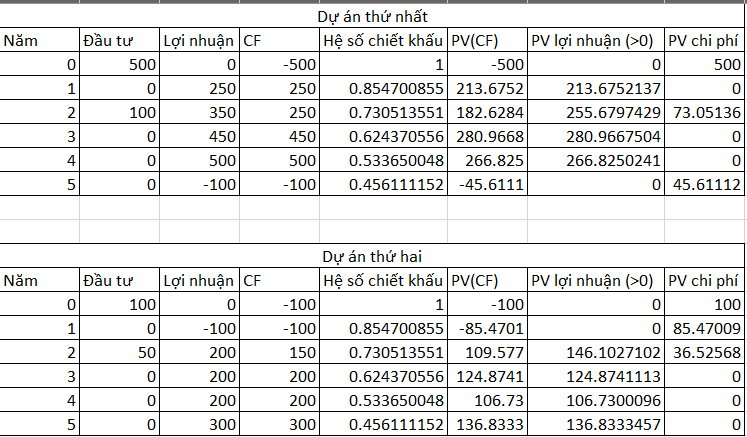 Dự án thứ nhất
Năm Đầu tư Lợi nhuận CF Hệ số chiết khấu PV(CF) PV lợi nhuận (>0) PV chi phí
0 500 0 -500 1 -500 0 500
1 0 250 250 0.854700855 213.6752 213.6752137 0
2 100 350 250 0.730513551 182.6284 255.6797429 73.05136
3 0 450 450 0.624370556 280.9668 280.9667504 0
4 0 500 500 0.533650048 266.825 266.8250241 0
5 0 -100 -100 0.456111152 -45.6111 0 45.61112
Dự án thứ hai
Năm Đầu tư Lợi nhuận CF Hệ số chiết khấu PV(CF) PV lợi nhuận (>0) PV chi phí
0 100 0 -100 1 -100 0 100
1 0 -100 -100 0.854700855 -85.4701 0 85.47009
2 50 200 150 0.730513551 109.577 146.1027102 36.52568
3 0 200 200 0.624370556 124.8741 124.8741113 0
4 0 200 200 0.533650048 106.73 106.7300096 0
5 0 300 300 0.456111152 136.8333 136.8333457 0